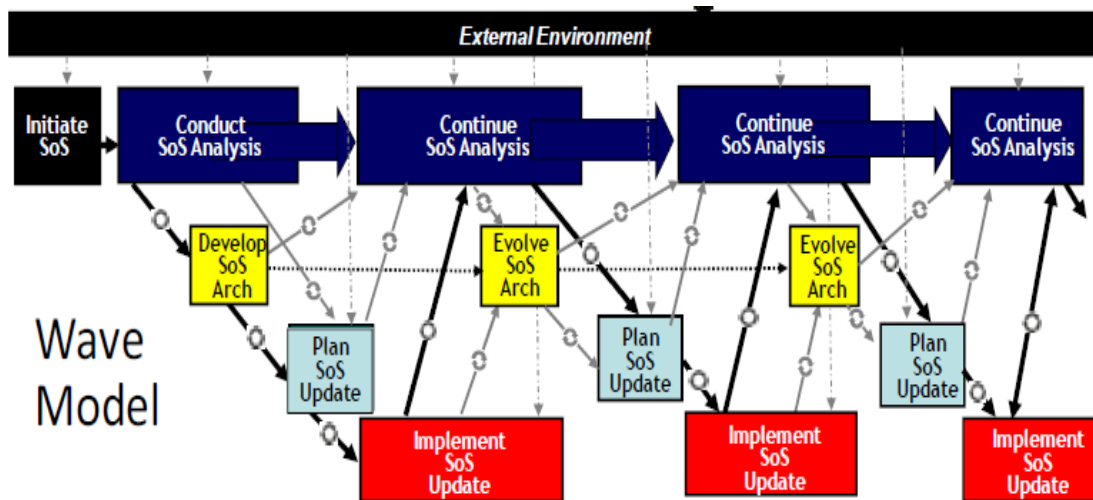 External Environment
Initiate
SoS
Conduct
SoS Analysis
Continue
SoS Analysis
Continue
SoS Analysis
Continue
SoS Analysis
Develop
SoS
Arch
Evolve
SoS
Arch
Evolve
SoS
Arch
Plan
SoS
Update
Plan
SoS
Update
Plan
SoS
Update
Wave
Model
Implement
SoS
Update
Implement
SoS
Update
Implement
SoS
Update